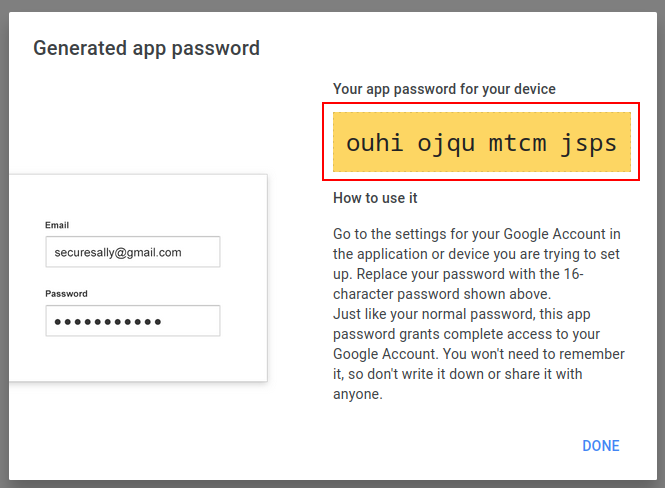 Generated app password
Your app password for your device
ouhi ojqu mtcm jsps
How to use it
Email
securesally@gmail.com
Password
Go to the settings for your Google Account in
the application or device you are trying to set
up. Replace your password with the 16-
character password shown above.
Just like your normal password, this app
password grants complete access to your
Google Account. You won't need to remember
it, so don't write it down or share it with
anyone.
DONE